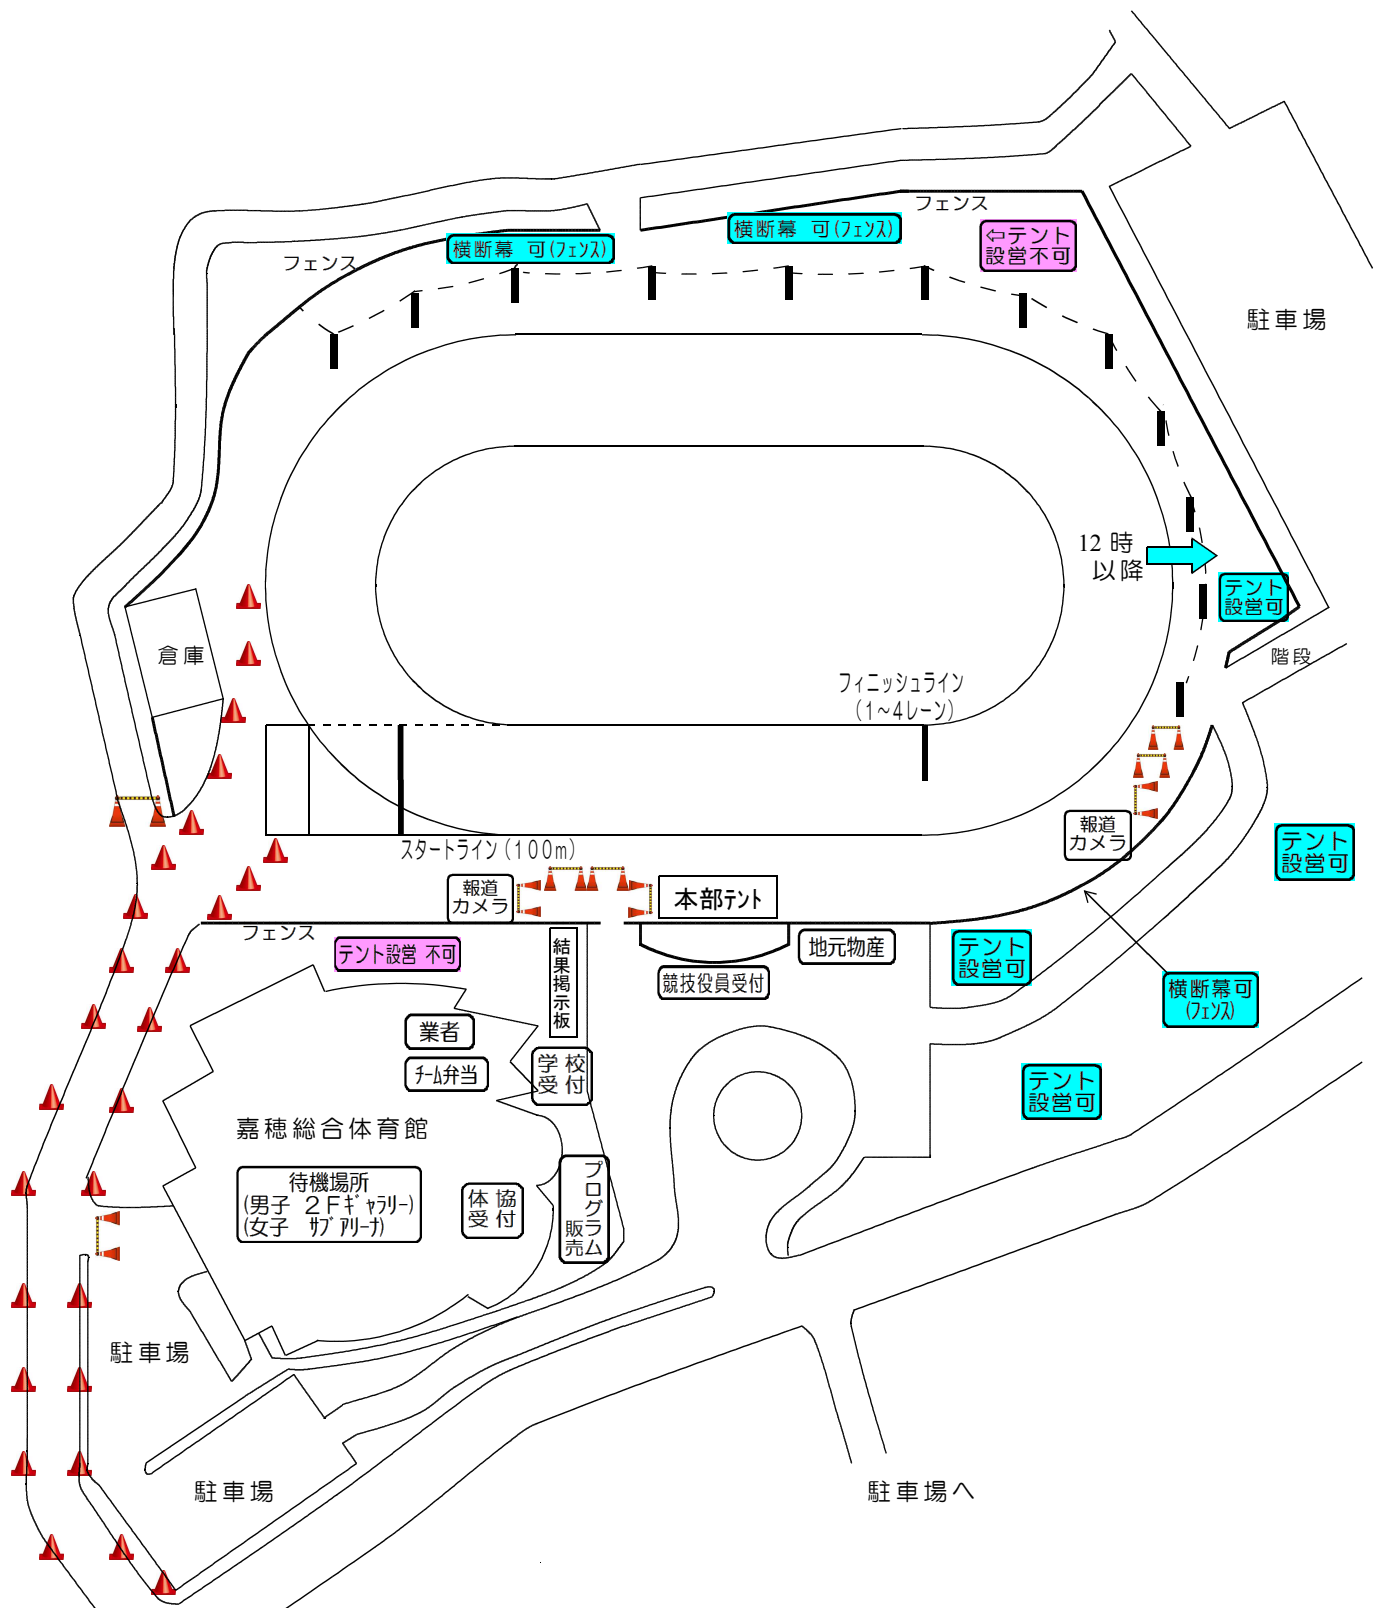 フェンス
横断幕 可(フェンス)
⇦テント
設営不可
横断幕 可(フェンス)
フェンス
駐車場
12 時
以降
テント
設営可
倉庫
階段
フィニッシュライン
(1~4レーン)
報道
カメラ
テント
設営可
スタートライン(100m)
報道
カメラ
本部テント
フェンス
テント設営 不可
結果掲示板
地元物産
テント
設営可
競技役員受付
横断幕可
(フェンス)
業者
チーム弁当
学校
受付
テント
設営可
嘉穂総合体育館
待機場所
(男子 2Fギャラリー)
(女子 サブアリーナ)
体協
受付
プログラム
販売
駐車場
駐車場
駐車場へ